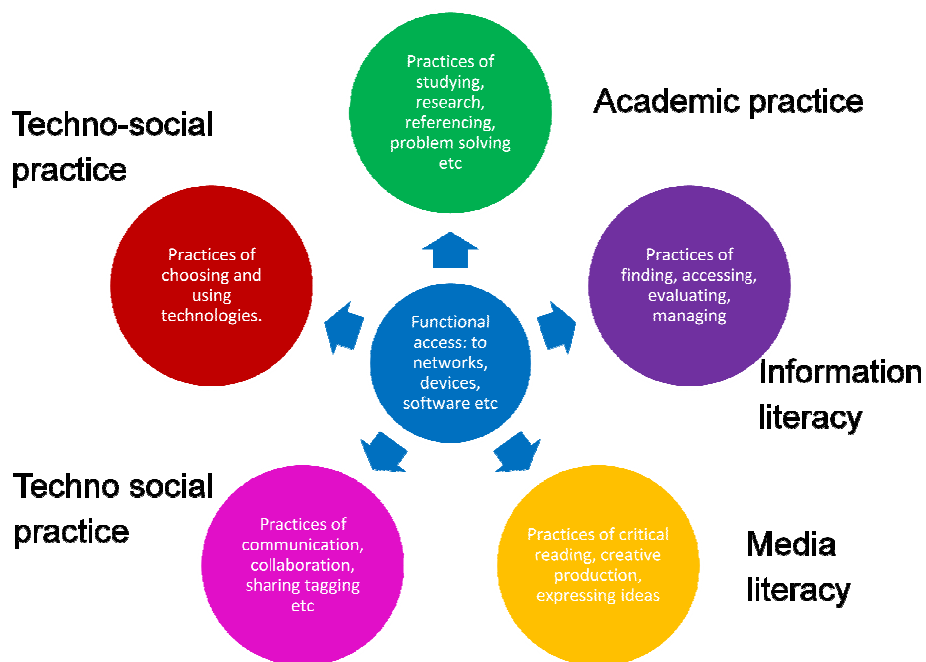 Practices of
studying,
research,
referencing,
problem solving
etc
Academic practice
Techno-social
practice
Practices of
choosing and
using
technologies.
Practices of
finding, accessing,
evaluating,
managing
Information
literacy
Functional
access: to
networks,
devices,
software etc
Techno social
practice
Practices of
communication,
collaboration,
sharing tagging
etc
Practices of critical
reading, creative
production,
expressing ideas
Media
literacy